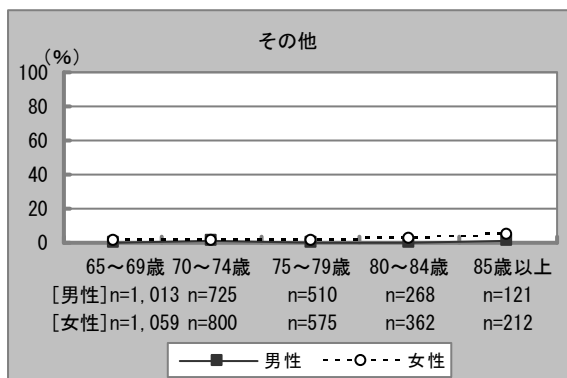 その他
(%)
100
80
60
40
20
0
65～69歳 70～74歳 75～79歳 80～84歳 85歳以上
[男性]n=1,013 n=725 n=510 n=268 n=121
[女性]n=1,059 n=800 n=575 n=362 n=212
男性 女性